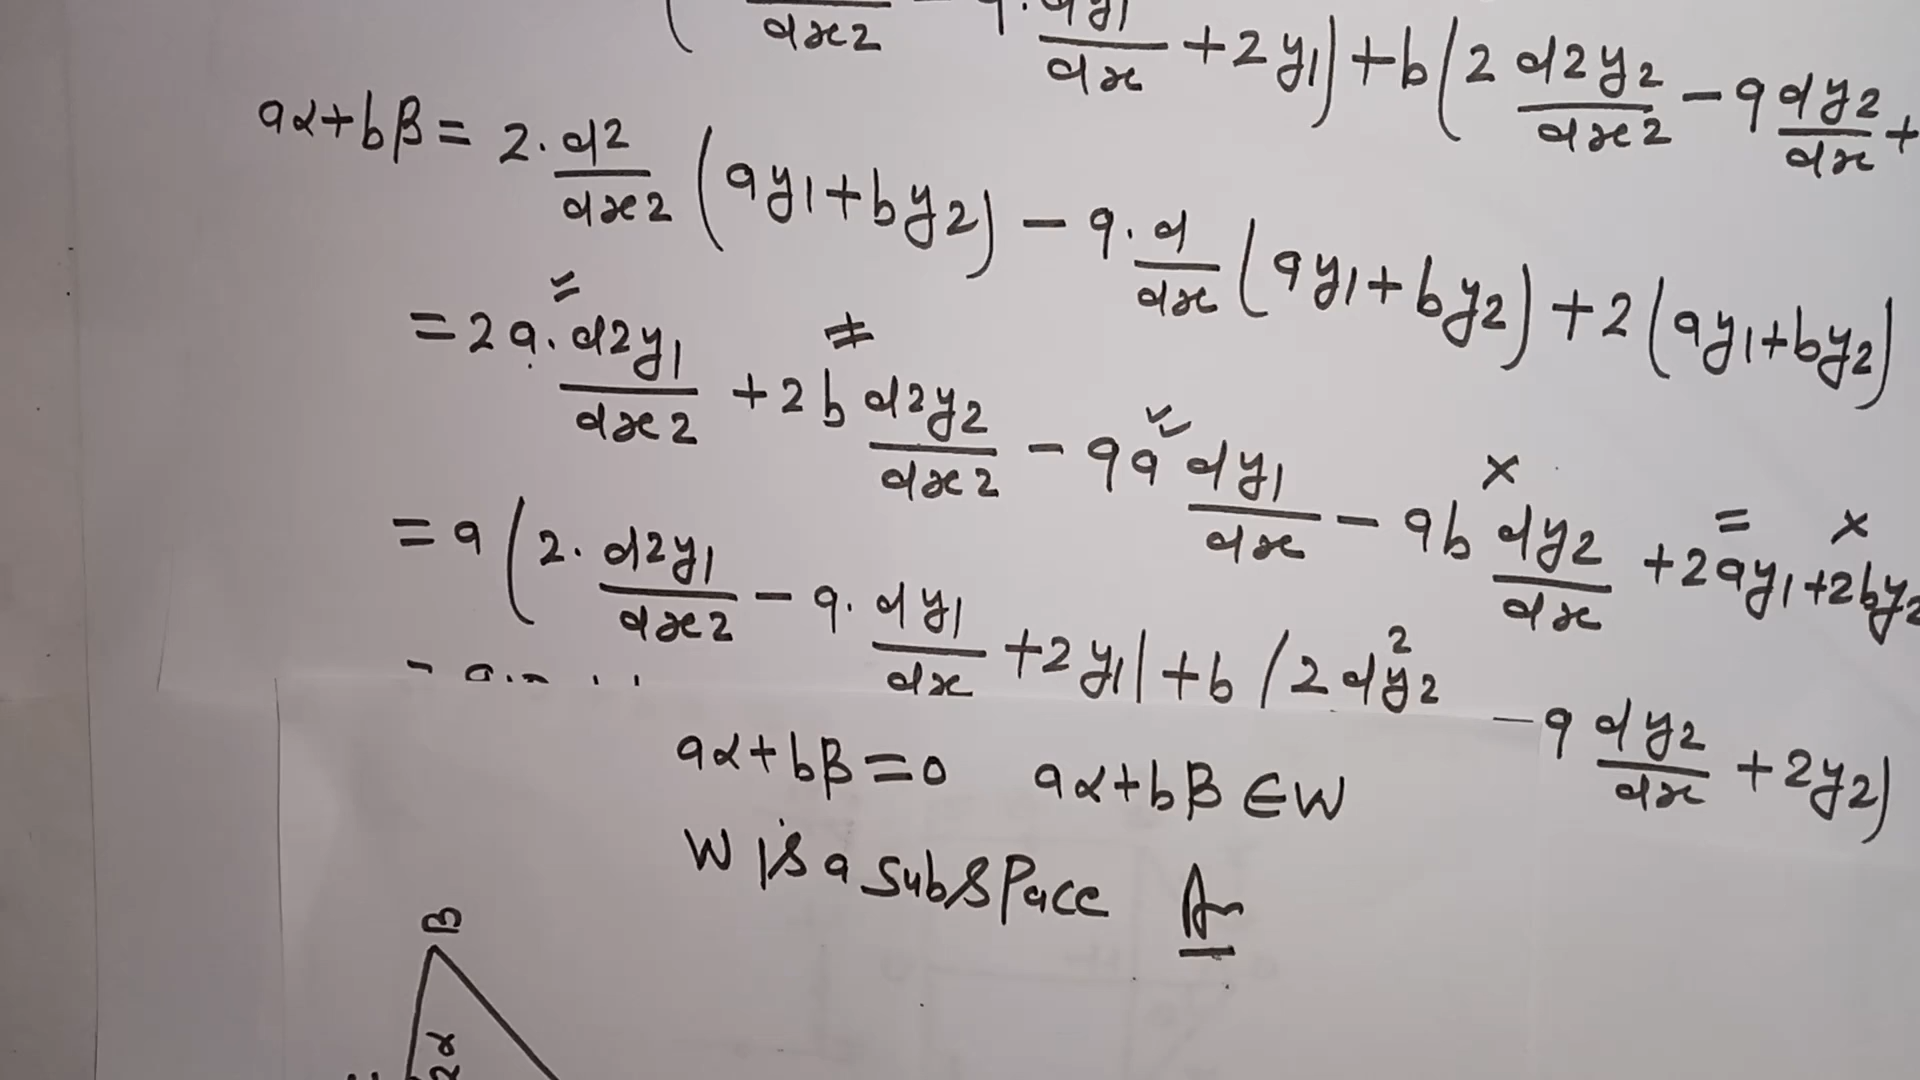 dx2 dy1/dx + 2y1) + b(2 d2y2/dx2 - 9 dy2/dx +
aα+bβ = 2. d2/dx2 (ay1+by2) - 9. d/dx (ay1+by2) + 2(ay1+by2)
= 2a. d2y1/dx2 + 2b d2y2/dx2 - 9a dy1/dx - 9b dy2/dx + 2ay1 + 2by2
= a(2. d2y1/dx2 - 9. dy1/dx + 2y1) + b(2 d²y2 - 9 dy2/dx + 2y2)
aα+bβ=0 aα+bβ ∈ W
W is a subspace An
B
2α